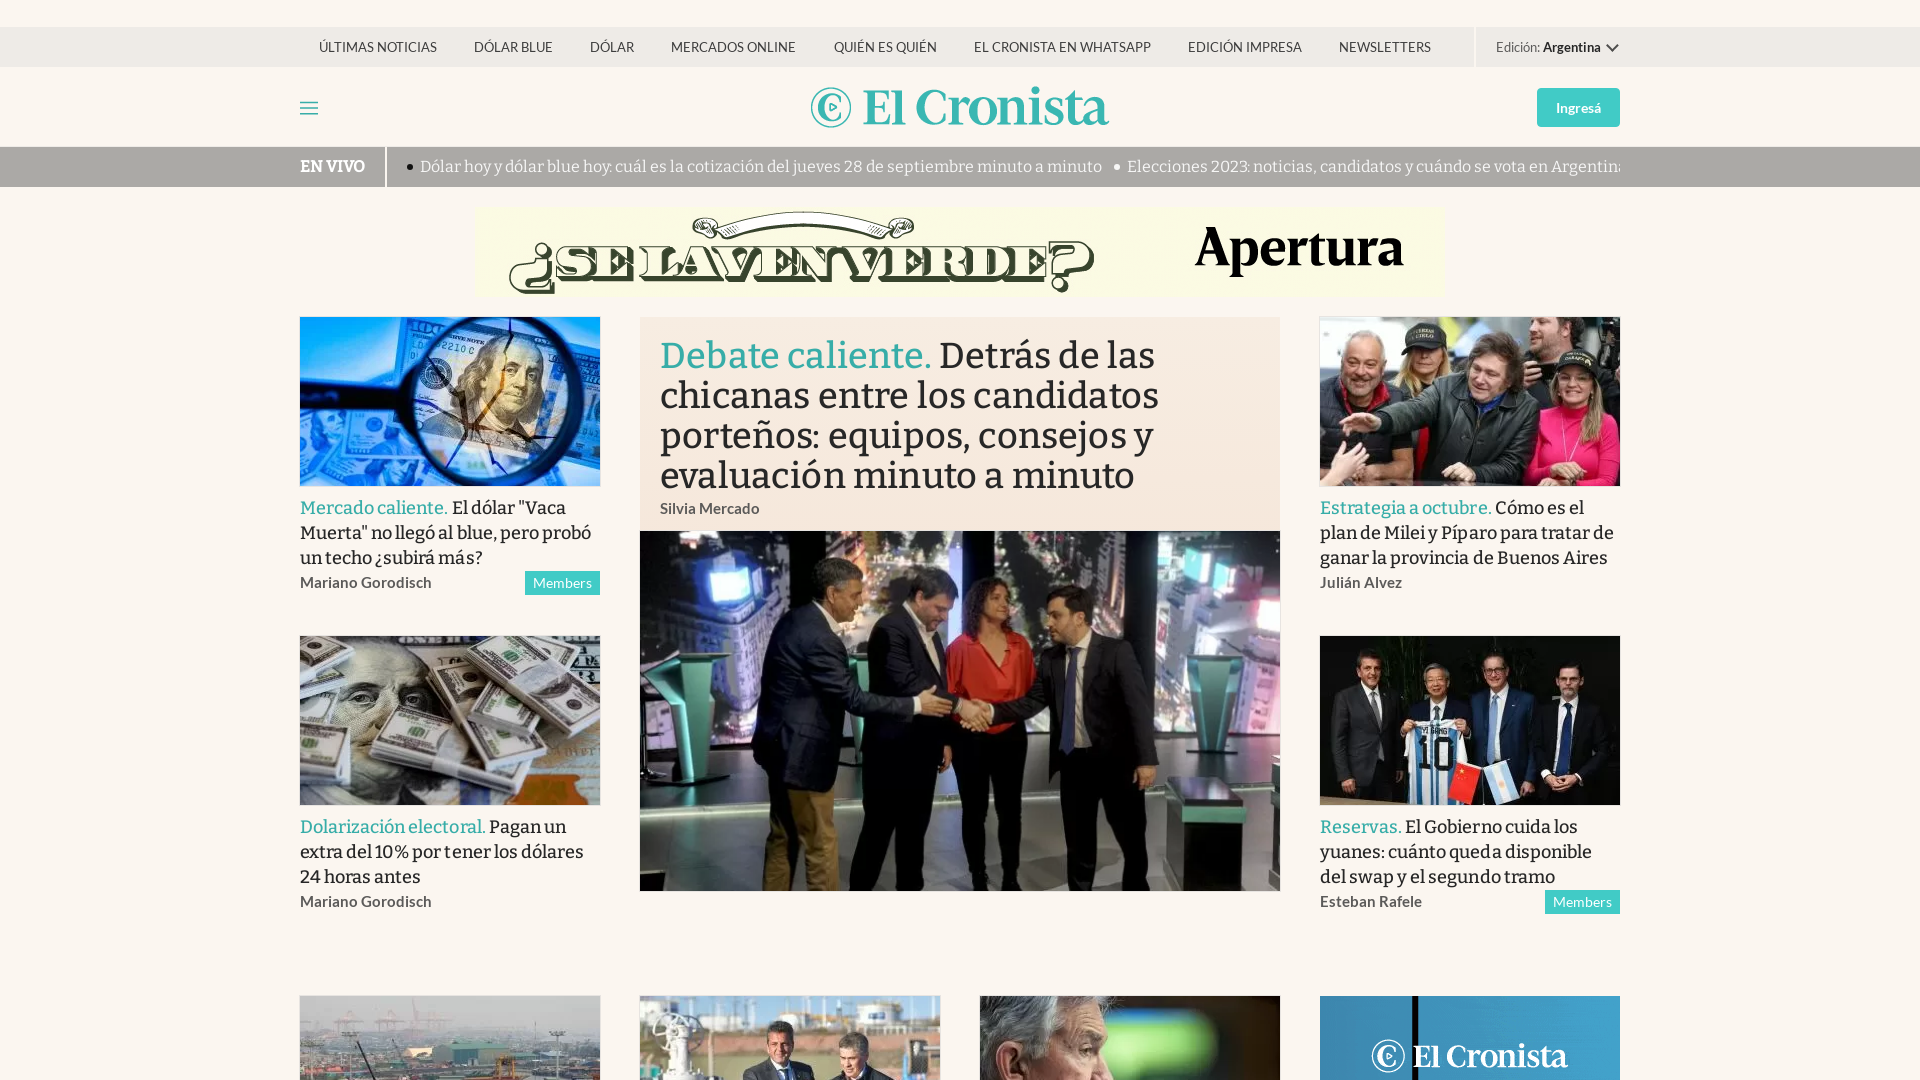 ÚLTIMAS NOTICIAS DÓLAR BLUE DÓLAR MERCADOS ONLINE QUIÉN ES QUIÉN EL CRONISTA EN WHATSAPP EDICIÓN IMPRESA NEWSLETTERS Edición: Argentina
El Cronista
Ingresá
EN VIVO Dólar hoy y dólar blue hoy: cuál es la cotización del jueves 28 de septiembre minuto a minuto Elecciones 2023: noticias, candidatos y cuándo se vota en Argentina
¿SE LA VEN VERDE? Apertura
Mercado caliente. El dólar "Vaca
Muerta" no llegó al blue, pero probó
un techo ¿subirá más?
Mariano Gorodisch Members
Dolarización electoral. Pagan un
extra del 10% por tener los dólares
24 horas antes
Mariano Gorodisch
Debate caliente. Detrás de las
chicanas entre los candidatos
porteños: equipos, consejos y
evaluación minuto a minuto
Silvia Mercado
Estrategia a octubre. Cómo es el
plan de Milei y Píparo para tratar de
ganar la provincia de Buenos Aires
Julián Alvez
YI GANG
10
Reservas. El Gobierno cuida los
yuanes: cuánto queda disponible
del swap y el segundo tramo
Esteban Rafele Members
El Cronista